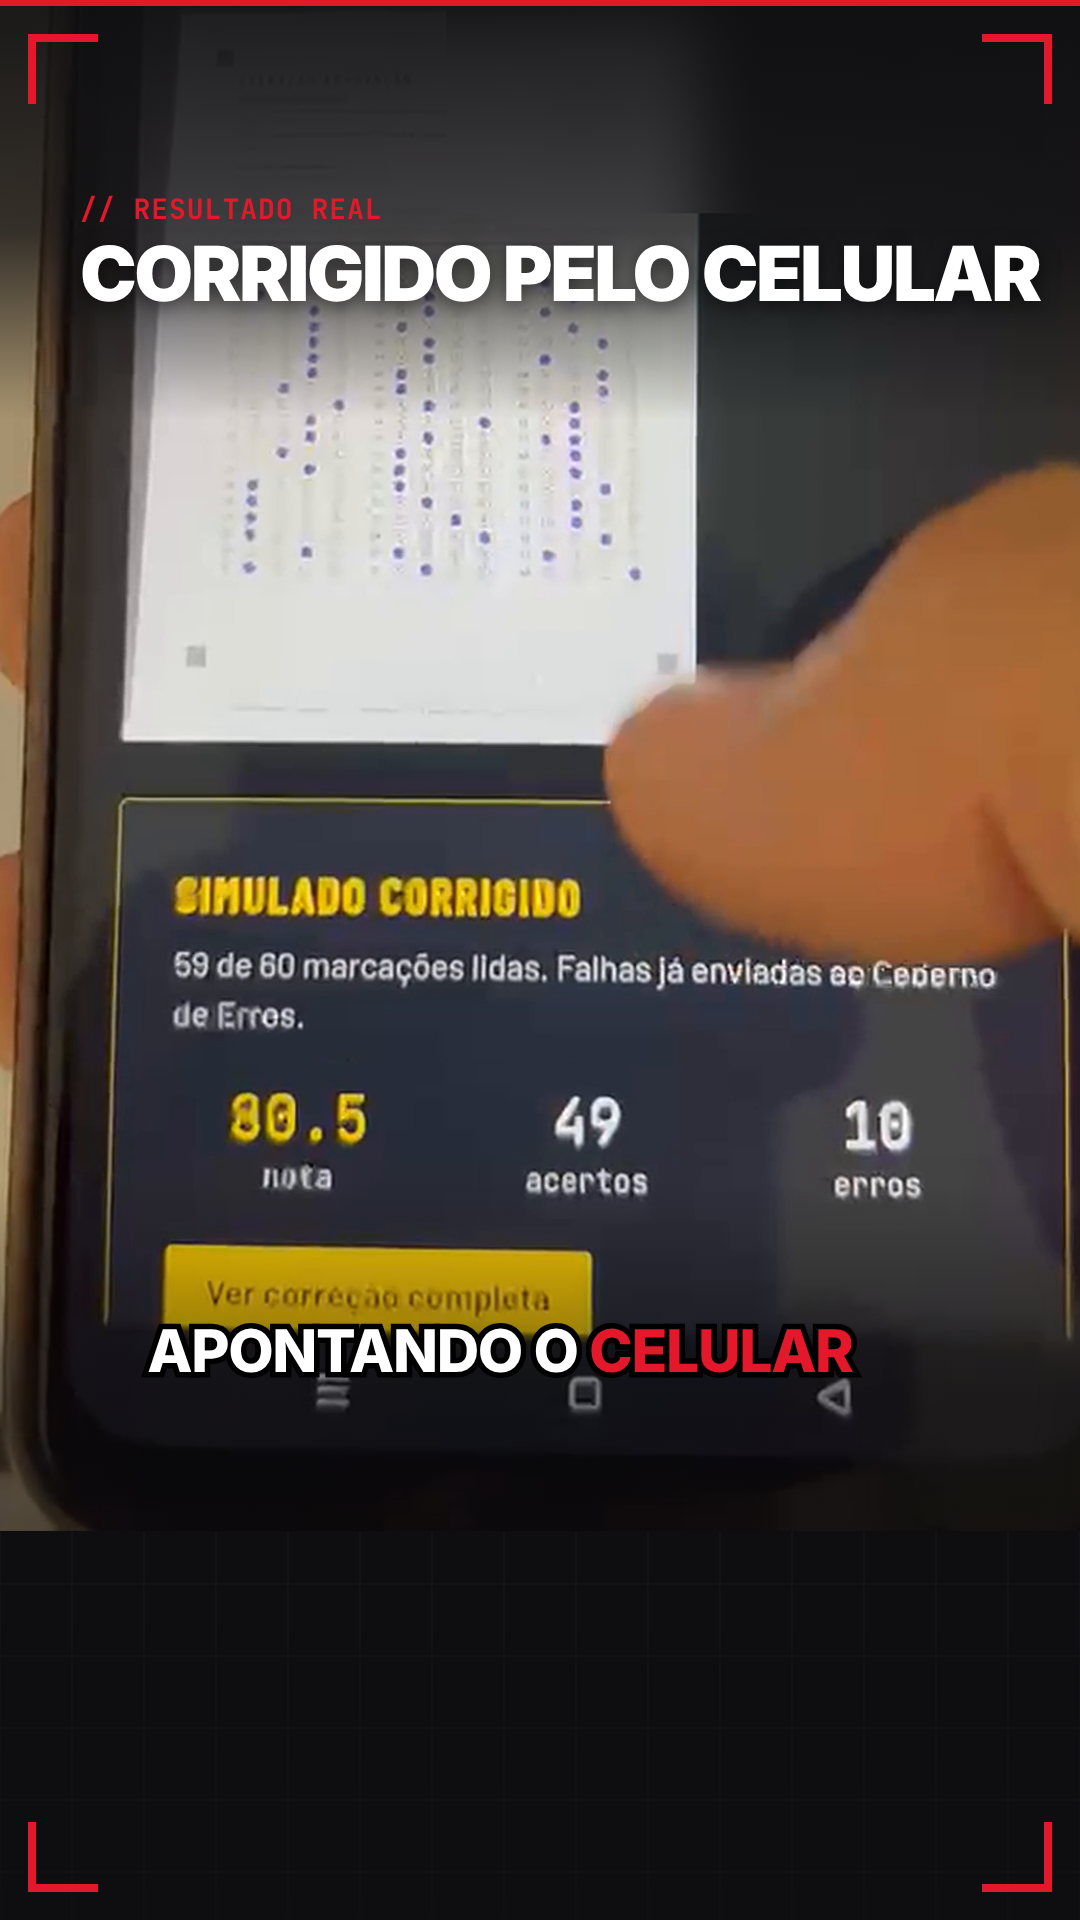 // RESULTADO REAL
CORRIGIDO PELO CELULAR
SIMULADO CORRIGIDO
59 de 60 marcações lidas. Falhas já enviadas ao Caderno
de Erros.
80.5
nota
49
acertos
10
erros
Ver correção completa
APONTANDO O CELULAR